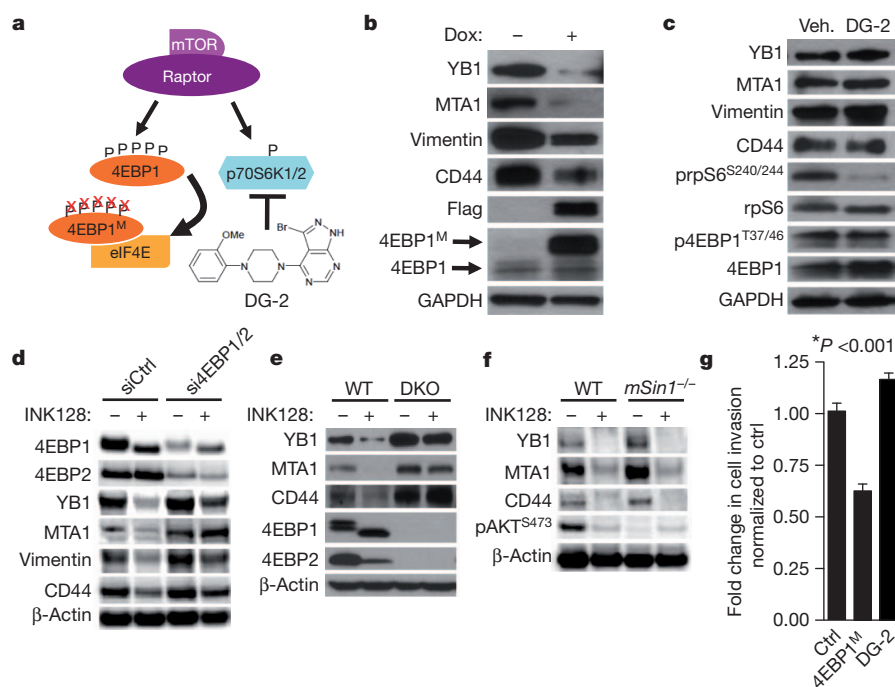 a
mTOR
Raptor
P P P P P
4EBP1
P
p70S6K1/2
P P P P P
4EBP1M
eIF4E
OMe
N
N
Br
N
NH
N
N
DG-2
b
Dox: – +
YB1
MTA1
Vimentin
CD44
Flag
4EBP1M
4EBP1
GAPDH
c
Veh. DG-2
YB1
MTA1
Vimentin
CD44
prpS6S240/244
rpS6
p4EBP1T37/46
4EBP1
GAPDH
d
siCtrl si4EBP1/2
INK128: – + – +
4EBP1
4EBP2
YB1
MTA1
Vimentin
CD44
β-Actin
e
WT DKO
INK128: – + – +
YB1
MTA1
CD44
4EBP1
4EBP2
β-Actin
f
WT mSin1–/–
INK128: – + – +
YB1
MTA1
CD44
pAKTS473
β-Actin
g
*P <0.001
Fold change in cell invasion
normalized to ctrl
1.25
1.00
0.75
0.50
0.25
0.00
Ctrl
4EBP1M
DG-2